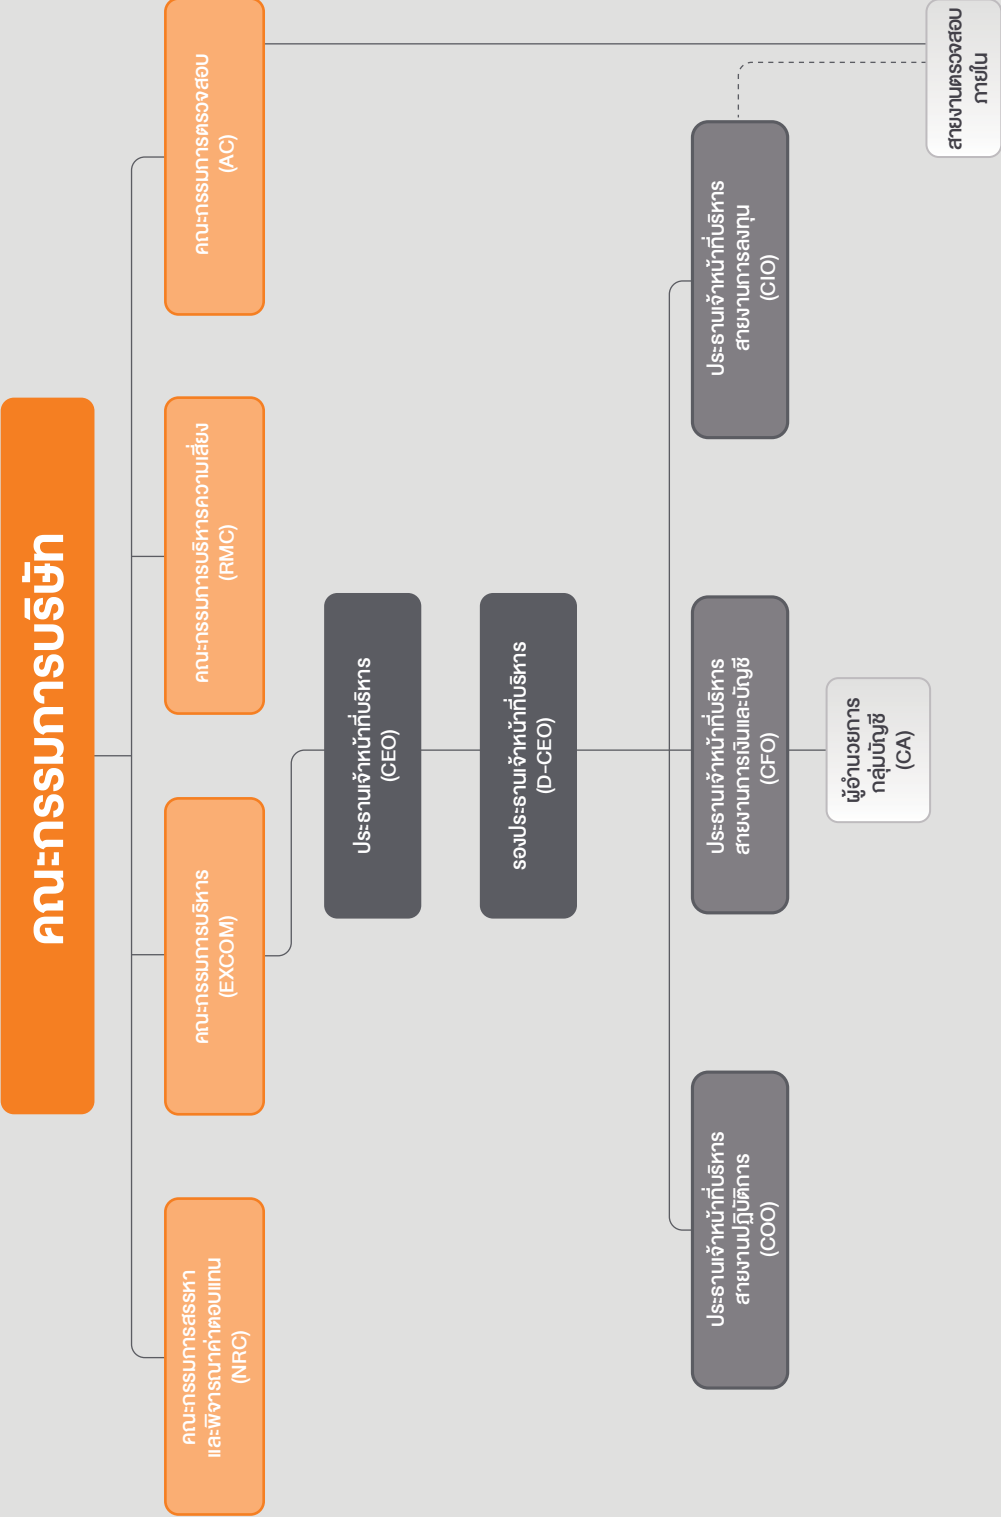 คณะกรรมการบริษัท
คณะกรรมการสรรหา
และพิจารณาค่าตอบแทน
(NRC)
คณะกรรมการบริหาร
(EXCOM)
คณะกรรมการบริหารความเสี่ยง
(RMC)
คณะกรรมการตรวจสอบ
(AC)
ประธานเจ้าหน้าที่บริหาร
(CEO)
รองประธานเจ้าหน้าที่บริหาร
(D-CEO)
ประธานเจ้าหน้าที่บริหาร
สายงานปฏิบัติการ
(COO)
ประธานเจ้าหน้าที่บริหาร
สายงานการเงินและบัญชี
(CFO)
ประธานเจ้าหน้าที่บริหาร
สายงานการลงทุน
(CIO)
ผู้อำนวยการ
กลุ่มบัญชี
(CA)
สายงานตรวจสอบ
ภายใน